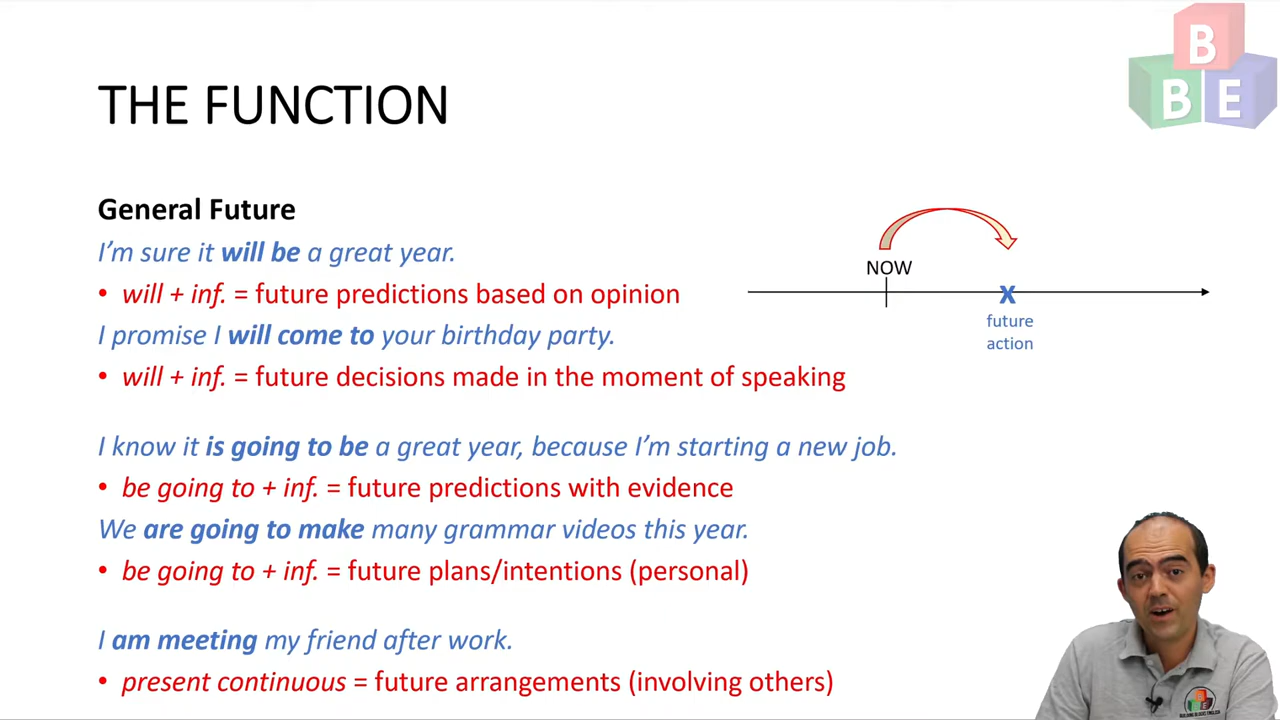 B
B E
THE FUNCTION
General Future
I’m sure it will be a great year.
• will + inf. = future predictions based on opinion
I promise I will come to your birthday party.
• will + inf. = future decisions made in the moment of speaking
I know it is going to be a great year, because I’m starting a new job.
• be going to + inf. = future predictions with evidence
We are going to make many grammar videos this year.
• be going to + inf. = future plans/intentions (personal)
I am meeting my friend after work.
• present continuous = future arrangements (involving others)
NOW
x
future
action
B
B E
BUILDING BLOCKS ENGLISH